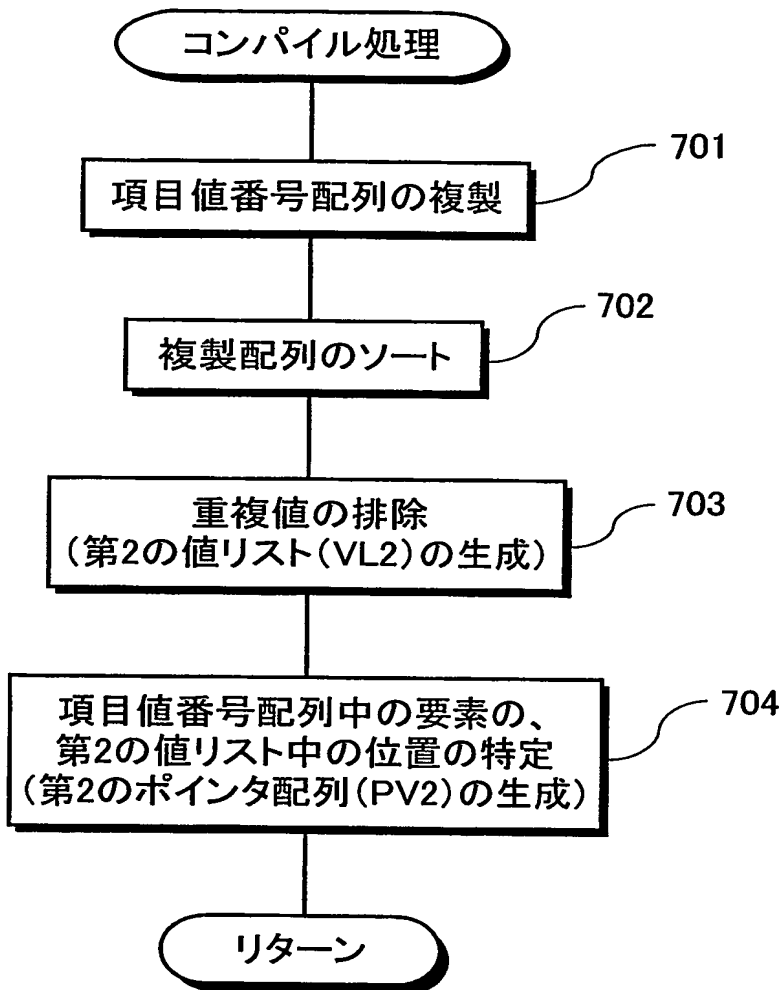 コンパイル処理
701
項目値番号配列の複製
702
複製配列のソート
703
重複値の排除
(第2の値リスト(VL2)の生成)
704
項目値番号配列中の要素の、
第2の値リスト中の位置の特定
(第2のポインタ配列(PV2)の生成)
リターン